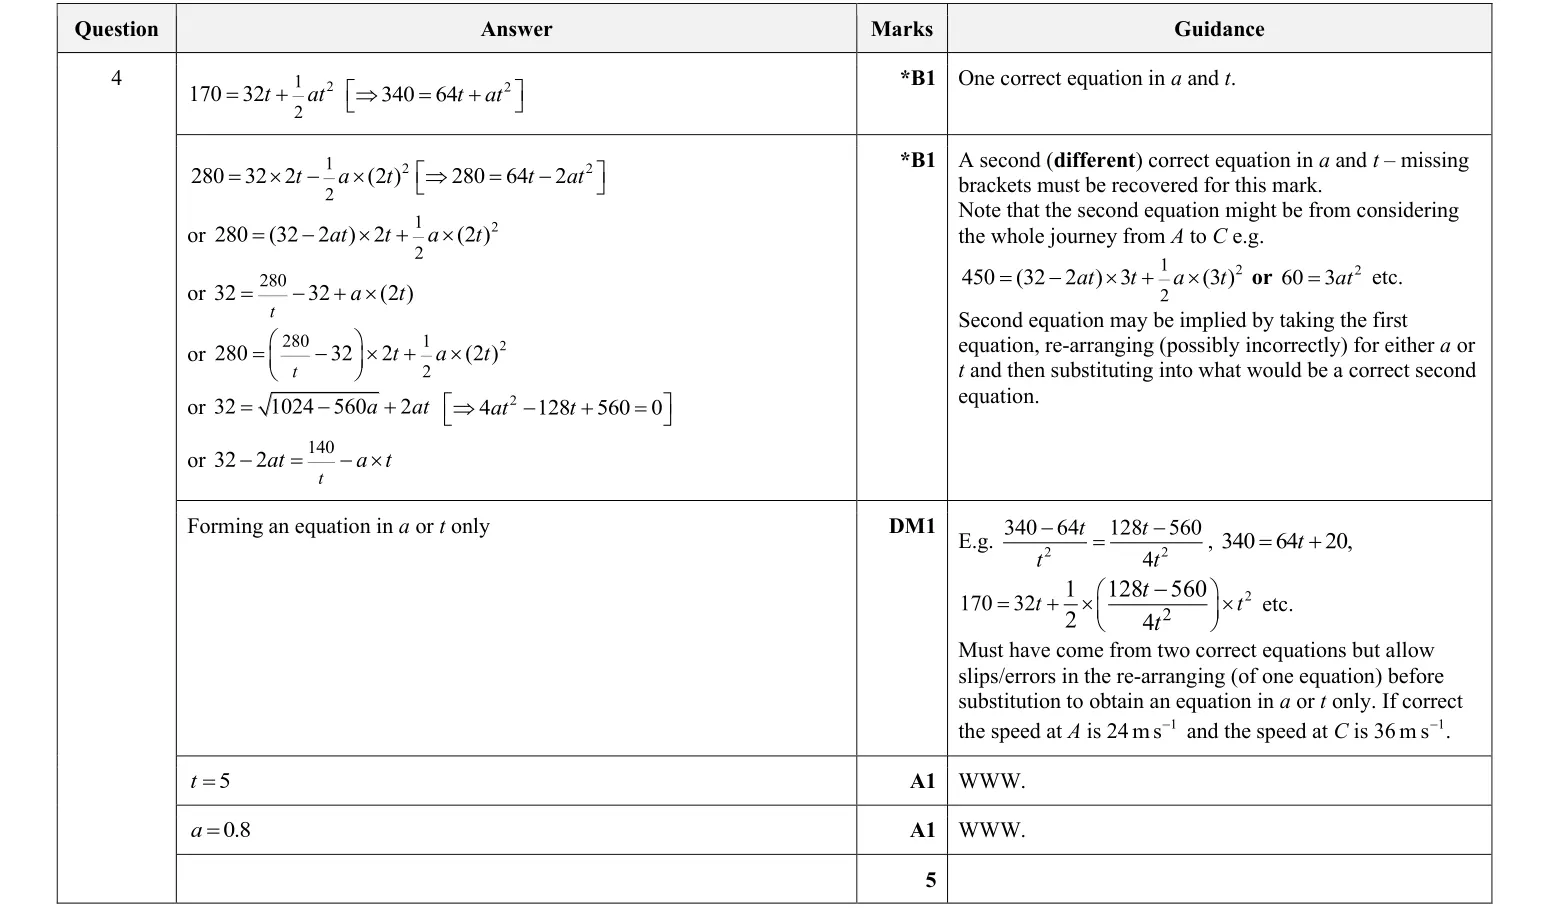 Question Answer Marks Guidance
4 170 = 32t + 1/2 at² [⇒ 340 = 64t + at²] *B1 One correct equation in a and t.
280 = 32 × 2t − 1/2 a × (2t)² [⇒ 280 = 64t − 2at²]
or 280 = (32 − 2at) × 2t + 1/2 a × (2t)²
or 32 = 280/t − 32 + a × (2t)
or 280 = (280/t − 32) × 2t + 1/2 a × (2t)²
or 32 = √(1024 − 560a) + 2at [⇒ 4at² − 128t + 560 = 0]
or 32 − 2at = 140/t − a × t
*B1 A second (different) correct equation in a and t – missing
brackets must be recovered for this mark.
Note that the second equation might be from considering
the whole journey from A to C e.g.
450 = (32 − 2at) × 3t + 1/2 a × (3t)² or 60 = 3at² etc.
Second equation may be implied by taking the first
equation, re-arranging (possibly incorrectly) for either a or
t and then substituting into what would be a correct second
equation.
Forming an equation in a or t only DM1
E.g. (340 − 64t)/t² = (128t − 560)/4t² , 340 = 64t + 20,
170 = 32t + 1/2 × ((128t − 560)/4t²) × t² etc.
Must have come from two correct equations but allow
slips/errors in the re-arranging (of one equation) before
substitution to obtain an equation in a or t only. If correct
the speed at A is 24 m s⁻¹ and the speed at C is 36 m s⁻¹.
t = 5 A1 WWW.
a = 0.8 A1 WWW.
5